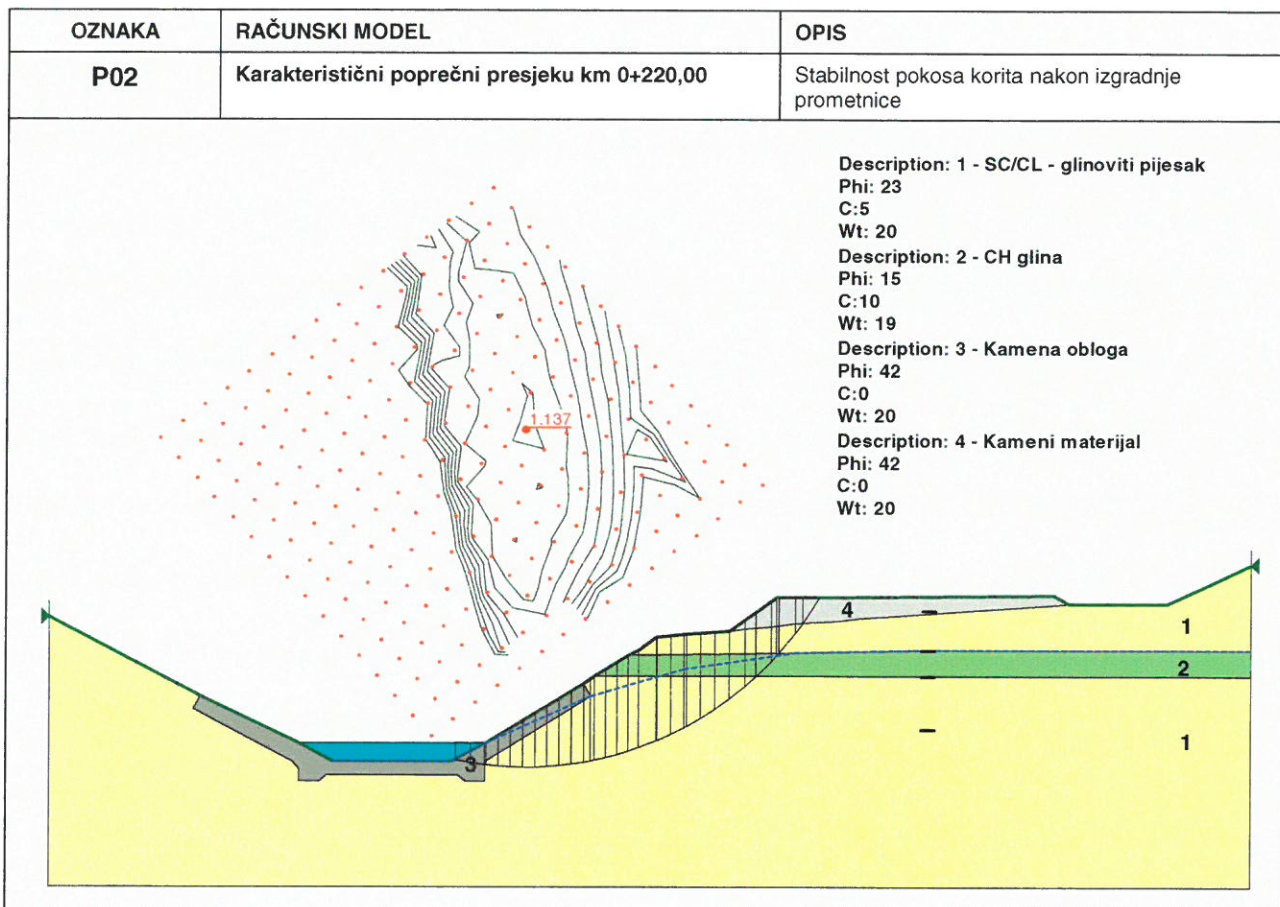 OZNAKA
RAČUNSKI MODEL
OPIS
P02
Karakteristični poprečni presjeku km 0+220,00
Stabilnost pokosa korita nakon izgradnje
prometnice
Description: 1 - SC/CL - glinoviti pijesak
Phi: 23
C:5
Wt: 20
Description: 2 - CH glina
Phi: 15
C:10
Wt: 19
Description: 3 - Kamena obloga
Phi: 42
C:0
Wt: 20
Description: 4 - Kameni materijal
Phi: 42
C:0
Wt: 20
1.137
4
1
2
1
3